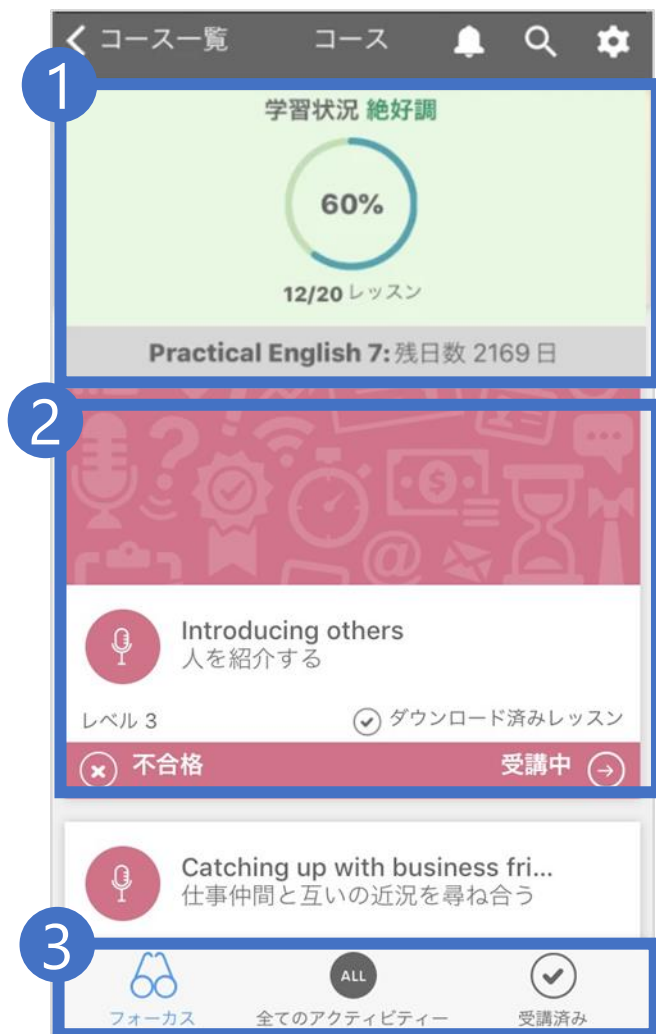 コース一覧 コース
1
学習状況 絶好調
60%
12/20 レッスン
Practical English 7: 残日数 2169 日
2
Introducing others
人を紹介する
レベル 3 ダウンロード済みレッスン
不合格 受講中
Catching up with business fri...
仕事仲間と互いの近況を尋ね合う
3
ALL
フォーカス 全てのアクティビティー 受講済み